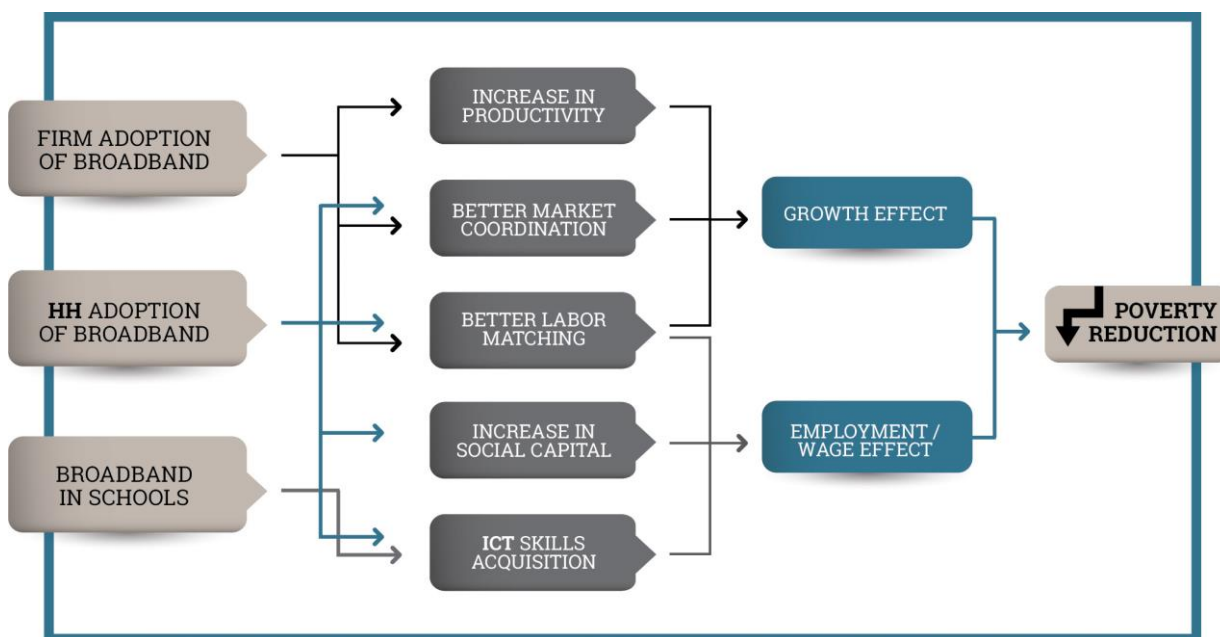 FIRM ADOPTION
OF BROADBAND
HH ADOPTION
OF BROADBAND
BROADBAND
IN SCHOOLS
INCREASE IN
PRODUCTIVITY
BETTER MARKET
COORDINATION
BETTER LABOR
MATCHING
INCREASE IN
SOCIAL CAPITAL
ICT SKILLS
ACQUISITION
GROWTH EFFECT
EMPLOYMENT /
WAGE EFFECT
POVERTY
REDUCTION